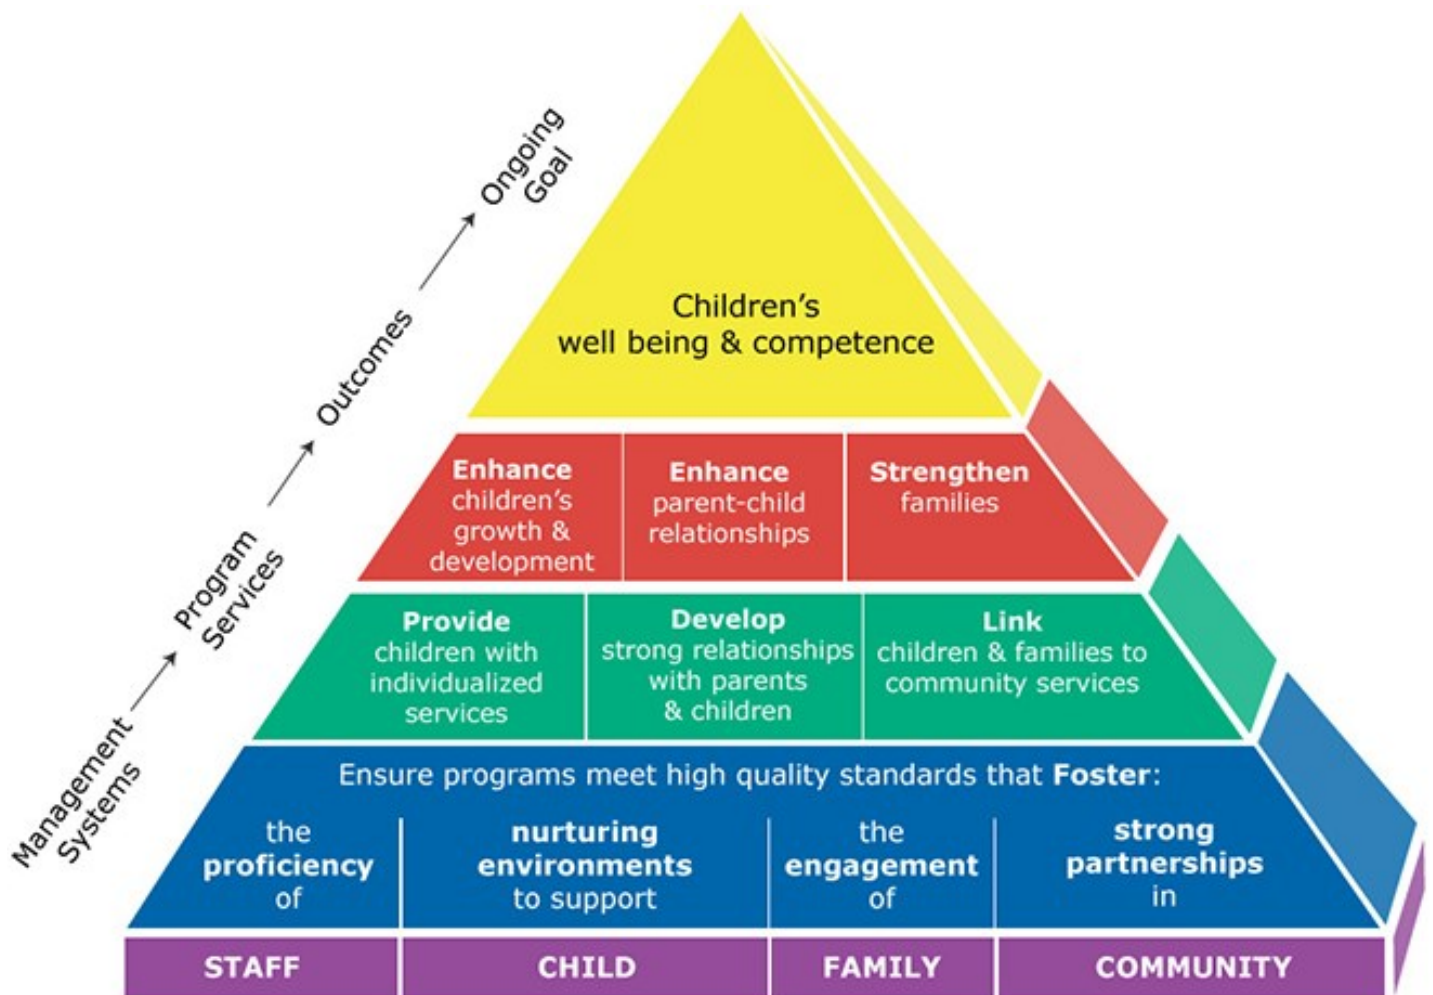 Ongoing
Goal
Outcomes
Program
Services
Management
Systems
Children's
well being & competence
Enhance
children's
growth &
development
Enhance
parent-child
relationships
Strengthen
families
Provide
children with
individualized
services
Develop
strong relationships
with parents
& children
Link
children & families to
community services
Ensure programs meet high quality standards that Foster:
the
proficiency
of
nurturing
environments
to support
the
engagement
of
strong
partnerships
in
STAFF
CHILD
FAMILY
COMMUNITY